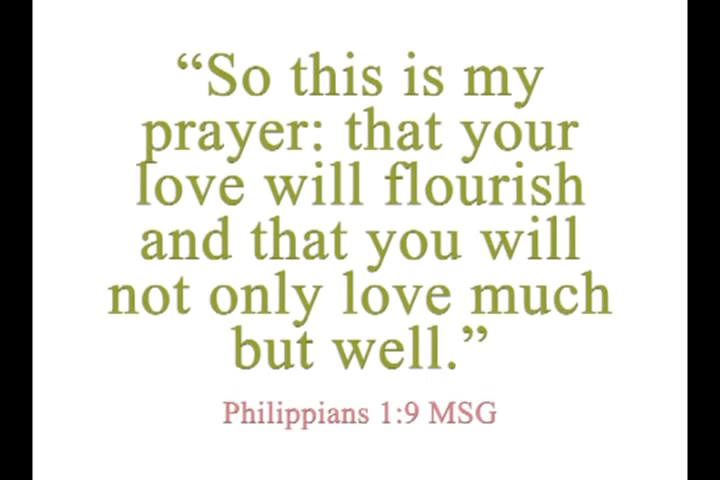 “So this is my
prayer: that your
love will flourish
and that you will
not only love much
but well.”
Philippians 1:9 MSG